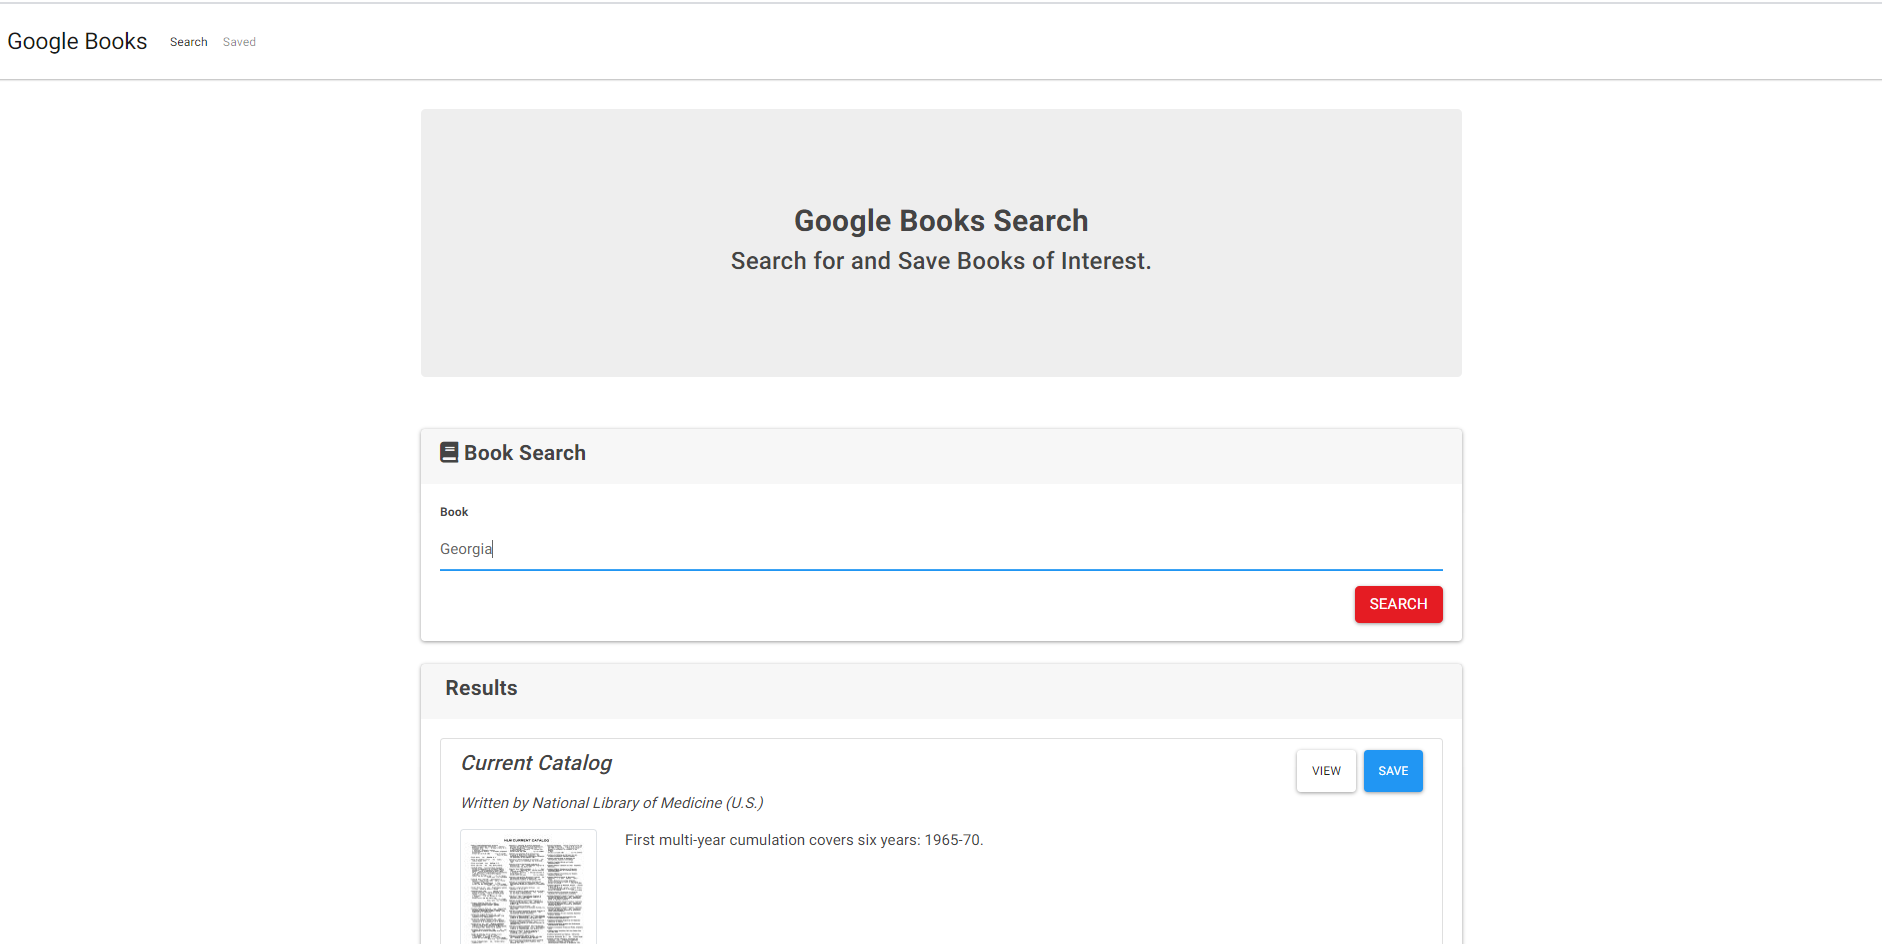 Google Books Search Saved
Google Books Search
Search for and Save Books of Interest.
Book Search
Book
Georgia
SEARCH
Results
Current Catalog
VIEW SAVE
Written by National Library of Medicine (U.S.)
First multi-year cumulation covers six years: 1965-70.
NLM CURRENT CATALOG